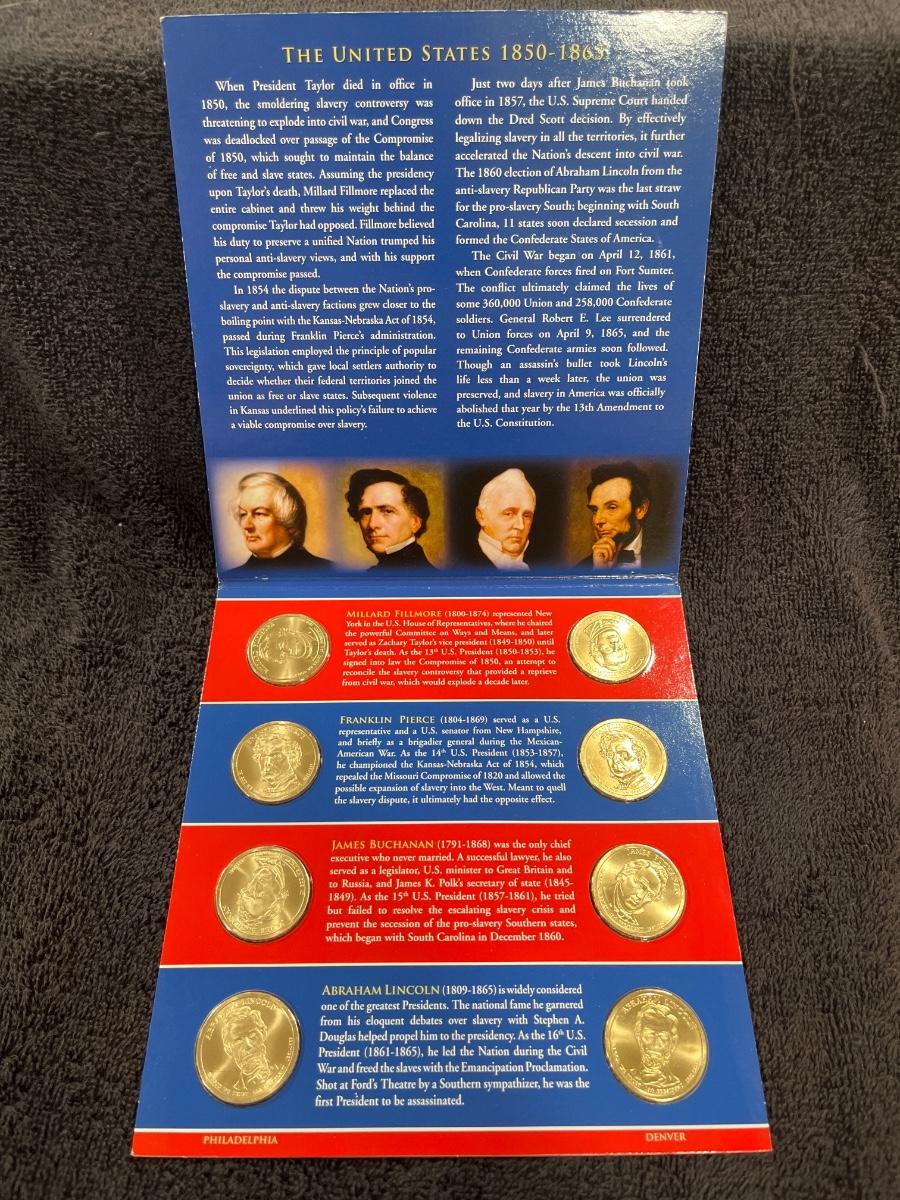 THE UNITED STATES 1850-1865
When President Taylor died in office in
1850, the smoldering slavery controversy was
threatening to explode into civil war, and Congress
was deadlocked over passage of the Compromise
of 1850, which sought to maintain the balance
of free and slave states. Assuming the presidency
upon Taylor's death, Millard Fillmore replaced the
entire cabinet and threw his weight behind the
compromise Taylor had opposed. Fillmore believed
his duty to preserve a unified Nation trumped his
personal anti-slavery views, and with his support
the compromise passed.
In 1854 the dispute between the Nation's pro-
slavery and anti-slavery factions grew closer to the
boiling point with the Kansas-Nebraska Act of 1854,
passed during Franklin Pierce's administration.
This legislation employed the principle of popular
sovereignty, which gave local settlers authority to
decide whether their federal territories joined the
union as free or slave states. Subsequent violence
in Kansas underlined this policy's failure to achieve
a viable compromise over slavery.
Just two days after James Buchanan took
office in 1857, the U.S. Supreme Court handed
down the Dred Scott decision. By effectively
legalizing slavery in all the territories, it further
accelerated the Nation's descent into civil war.
The 1860 election of Abraham Lincoln from the
anti-slavery Republican Party was the last straw
for the pro-slavery South; beginning with South
Carolina, 11 states soon declared secession and
formed the Confederate States of America.
The Civil War began on April 12, 1861,
when Confederate forces fired on Fort Sumter.
The conflict ultimately claimed the lives of
some 360,000 Union and 258,000 Confederate
soldiers. General Robert E. Lee surrendered
to Union forces on April 9, 1865, and the
remaining Confederate armies soon followed.
Though an assassin's bullet took Lincoln's
life less than a week later, the union was
preserved, and slavery in America was officially
abolished that year by the 13th Amendment to
the U.S. Constitution.
MILLARD FILLMORE (1800-1874) represented New
York in the U.S. House of Representatives, where he chaired
the powerful Committee on Ways and Means, and later
served as Zachary Taylor's vice president (1849-1850) until
Taylor's death. As the 13th U.S. President (1850-1853), he
signed into law the Compromise of 1850, an attempt to
reconcile the slavery controversy that provided a reprieve
from civil war, which would explode a decade later.
FRANKLIN PIERCE (1804-1869) served as a U.S.
representative and a U.S. senator from New Hampshire,
and briefly as a brigadier general during the Mexican-
American War. As the 14th U.S. President (1853-1857),
he championed the Kansas-Nebraska Act of 1854, which
repealed the Missouri Compromise of 1820 and allowed the
possible expansion of slavery into the West. Meant to quell
the slavery dispute, it ultimately had the opposite effect.
JAMES BUCHANAN (1791-1868) was the only chief
executive who never married. A successful lawyer, he also
served as a legislator, U.S. minister to Great Britain and
to Russia, and James K. Polk's secretary of state (1845-
1849). As the 15th U.S. President (1857-1861), he tried
but failed to resolve the escalating slavery crisis and
prevent the secession of the pro-slavery Southern states,
which began with South Carolina in December 1860.
ABRAHAM LINCOLN (1809-1865) is widely considered
one of the greatest Presidents. The national fame he garnered
from his eloquent debates over slavery with Stephen A.
Douglas helped propel him to the presidency. As the 16th U.S.
President (1861-1865), he led the Nation during the Civil
War and freed the slaves with the Emancipation Proclamation.
Shot at Ford's Theatre by a Southern sympathizer, he was the
first President to be assassinated.
ABRAHAM LINCOLN
ABRAHAM LINCOLN
PHILADELPHIA
DENVER